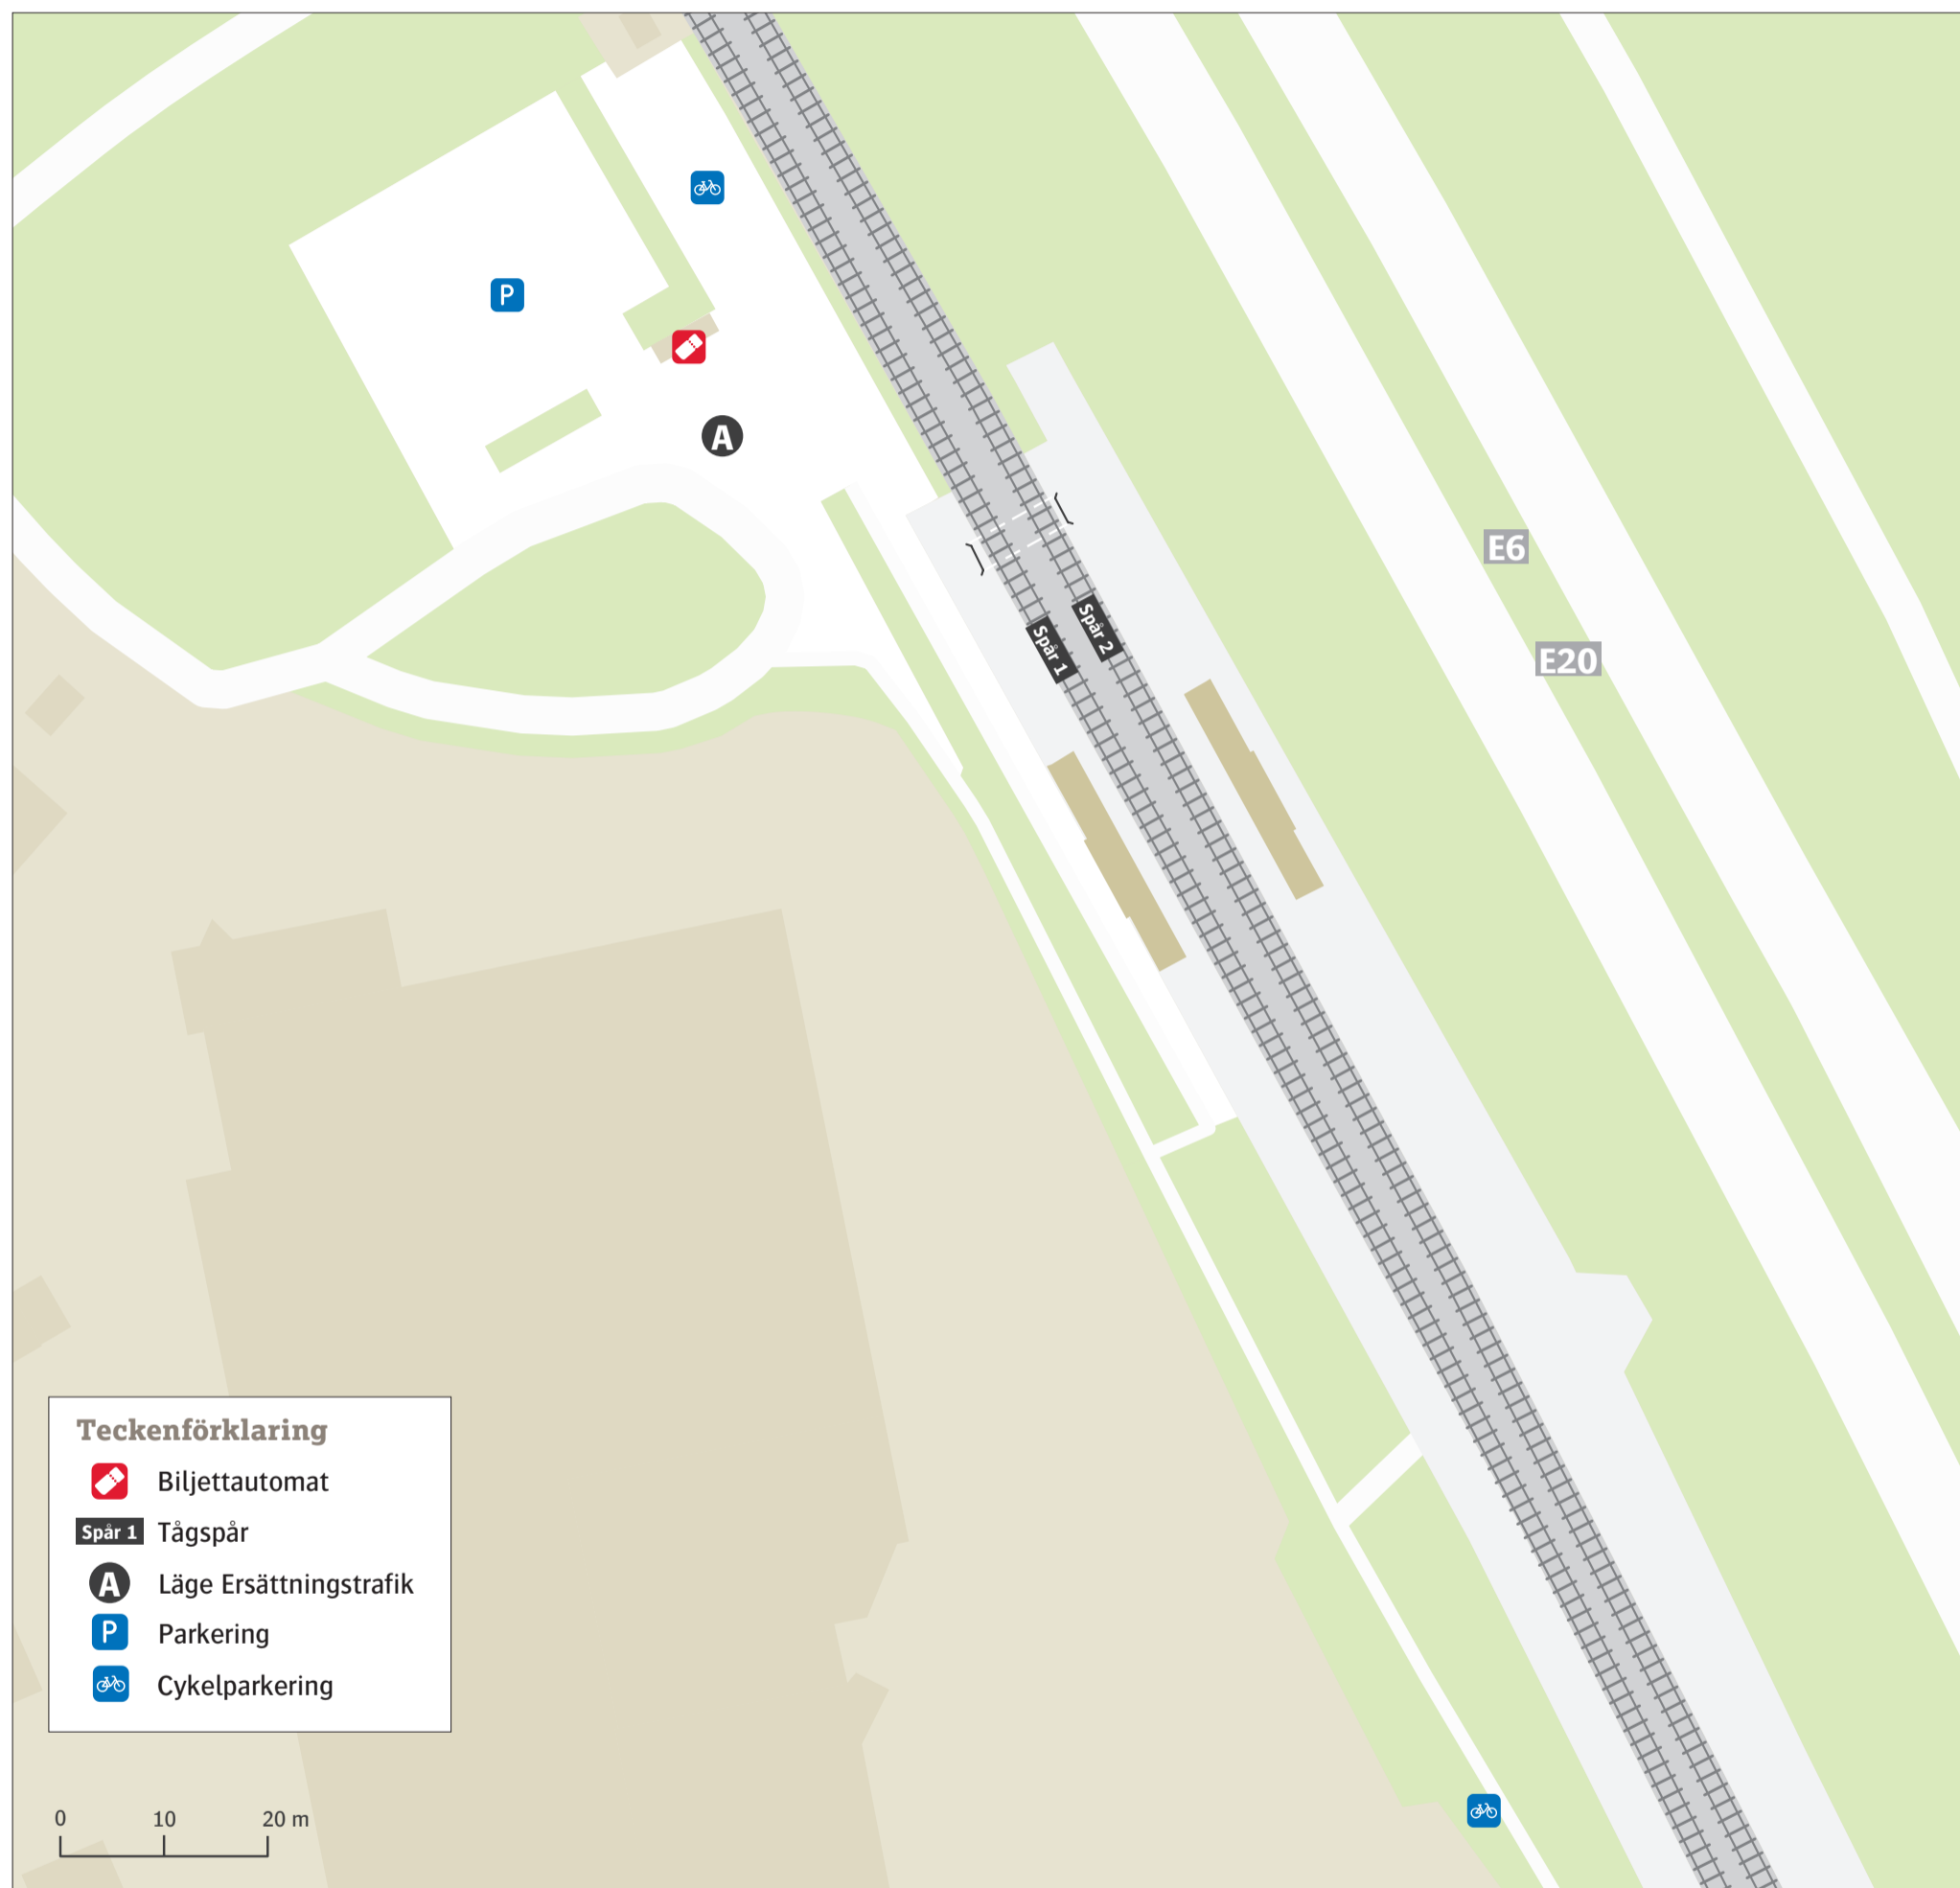 P
A
E6
Spår 2
Spår 1
E20
Teckenförklaring
Biljettautomat
Spår 1 Tågspår
A Läge Ersättningstrafik
P Parkering
Cykelparkering
0 10 20 m